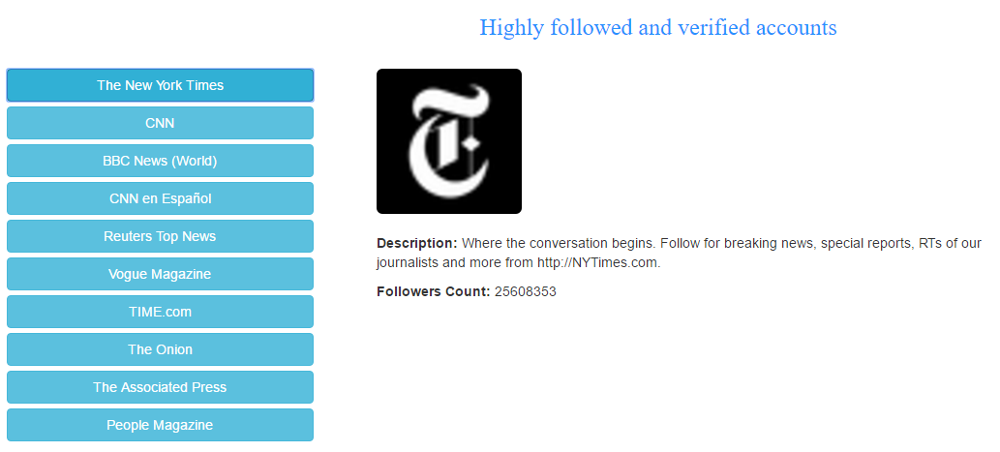 Highly followed and verified accounts
The New York Times
CNN
BBC News (World)
CNN en Español
Reuters Top News
Vogue Magazine
TIME.com
The Onion
The Associated Press
People Magazine
T
Description: Where the conversation begins. Follow for breaking news, special reports, RTs of our
journalists and more from http://NYTimes.com.
Followers Count: 25608353